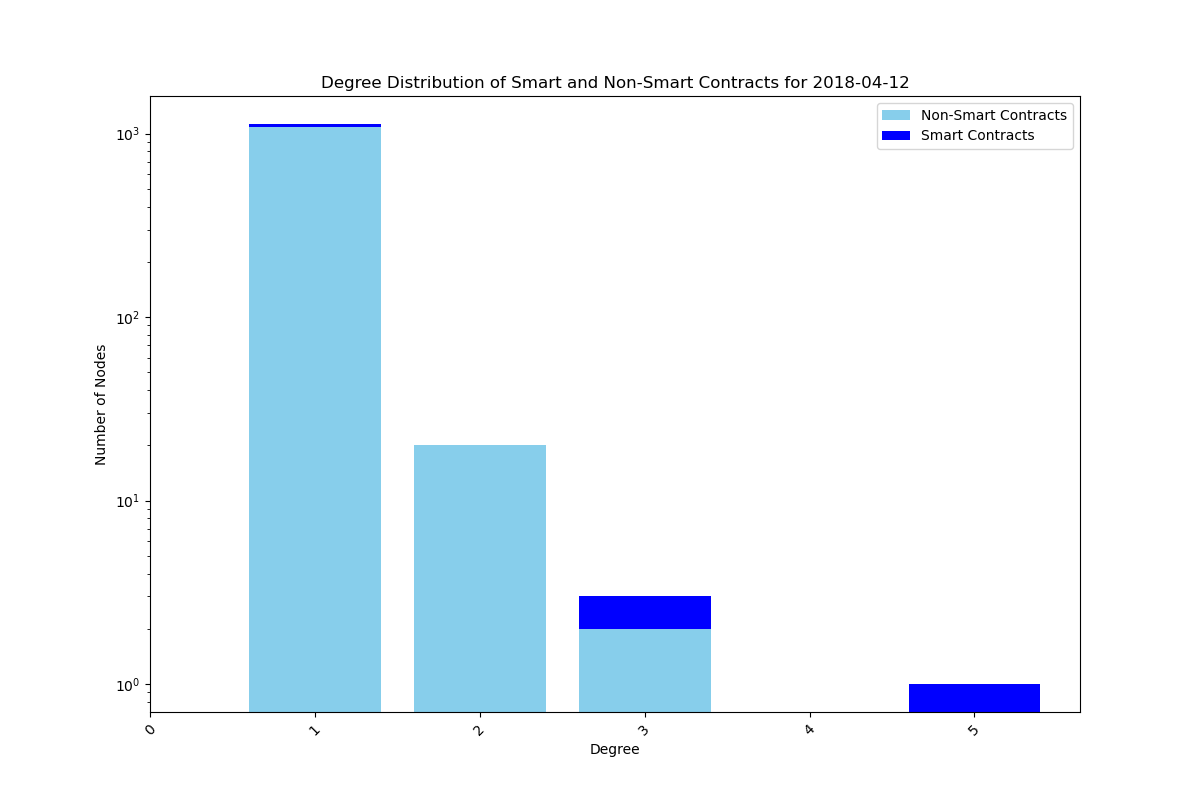 Degree Distribution of Smart and Non-Smart Contracts for 2018-04-12
Non-Smart Contracts
Smart Contracts
10³
10²
10¹
10⁰
Number of Nodes
0 1 2 3 4 5
Degree